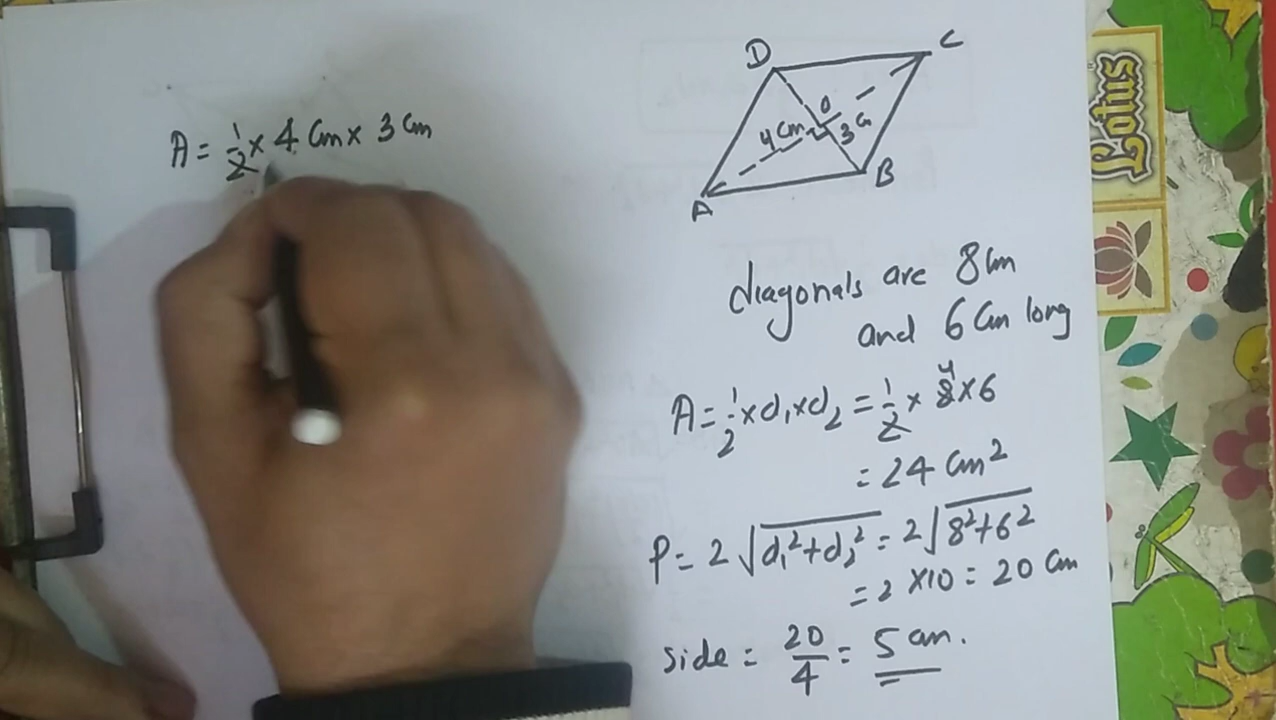 A = 1/2 × 4 cm × 3 cm
D C
O
4 cm 3 c
B
A
diagonals are 8 cm
and 6 cm long
A = 1/2 × d₁ × d₂ = 1/2 × 8 4 × 6
= 24 cm²
P = 2 √d₁²+d₂² = 2√8²+6²
= 2 × 10 = 20 cm
side = 20/4 = 5 cm.
Lotus